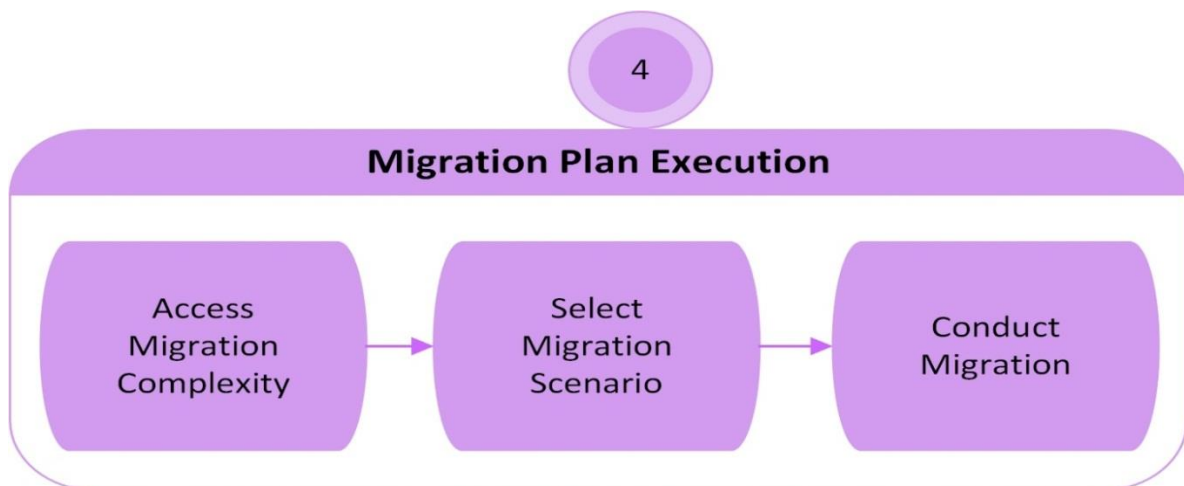 4
Migration Plan Execution
Access
Migration
Complexity
Select
Migration
Scenario
Conduct
Migration